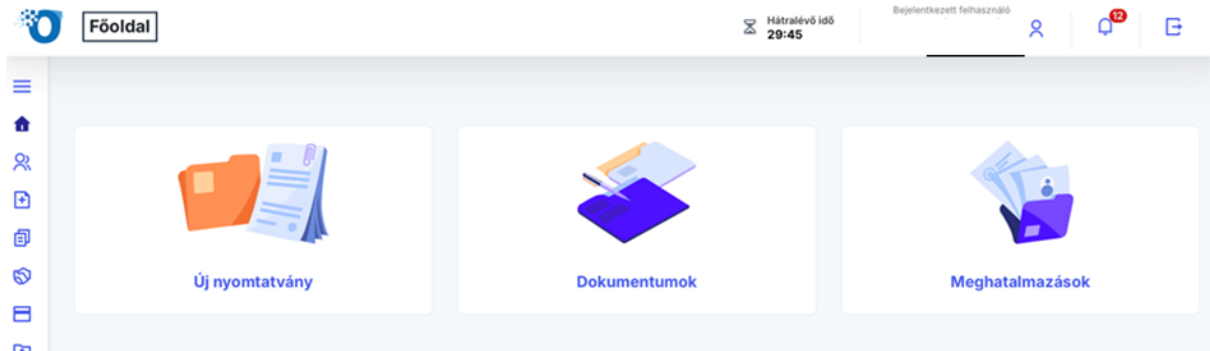 Főoldal
Hátralévő idő
29:45
Bejelentkezett felhasználó
12
Új nyomtatvány
Dokumentumok
Meghatalmazások